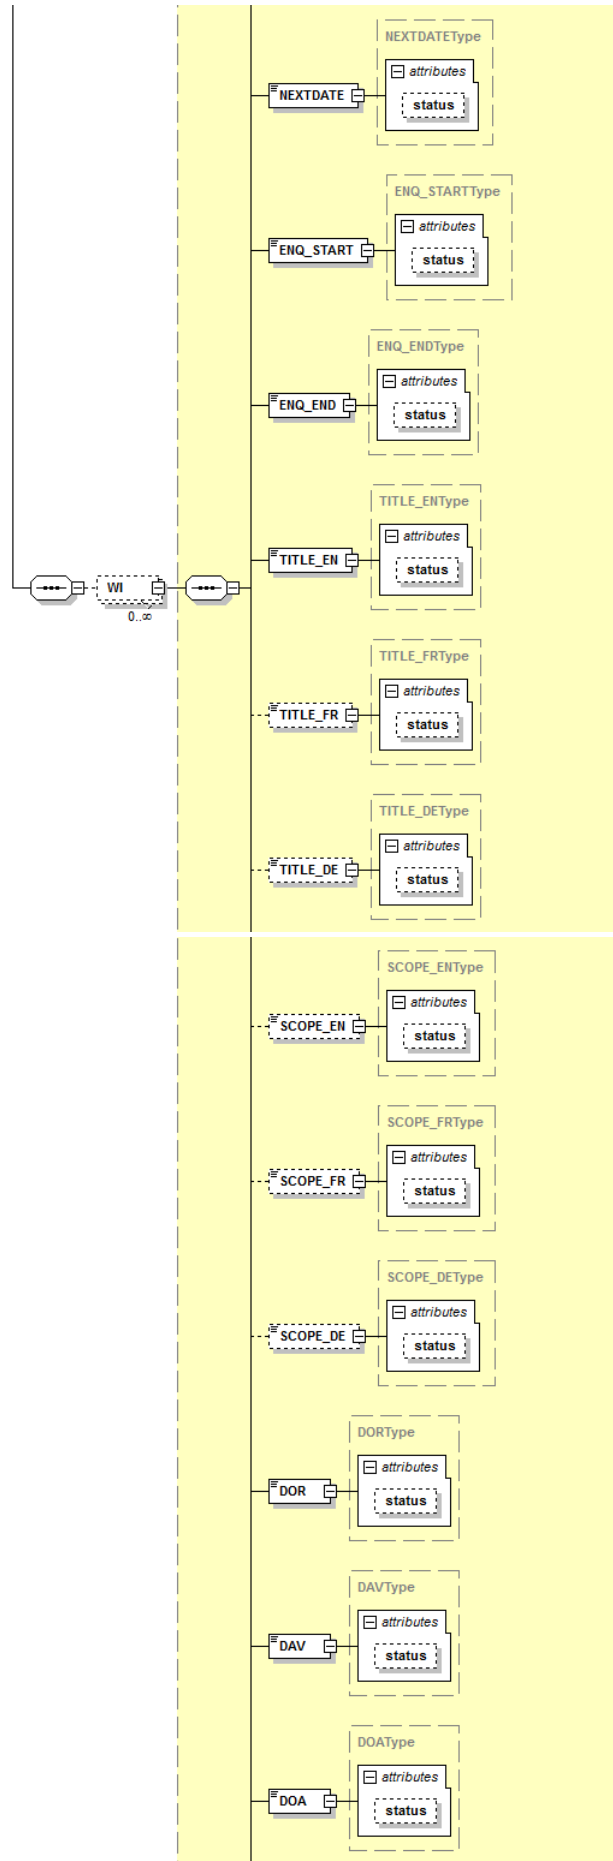 NEXTDATEType
attributes
NEXTDATE
status
ENQ_STARTType
attributes
ENQ_START
status
ENQ_ENDType
attributes
ENQ_END
status
TITLE_ENType
attributes
TITLE_EN
status
WI
0..∞
TITLE_FRType
attributes
TITLE_FR
status
TITLE_DEType
attributes
TITLE_DE
status
SCOPE_ENType
attributes
SCOPE_EN
status
SCOPE_FRType
attributes
SCOPE_FR
status
SCOPE_DEType
attributes
SCOPE_DE
status
DORType
attributes
DOR
status
DAVType
attributes
DAV
status
DOAType
attributes
DOA
status